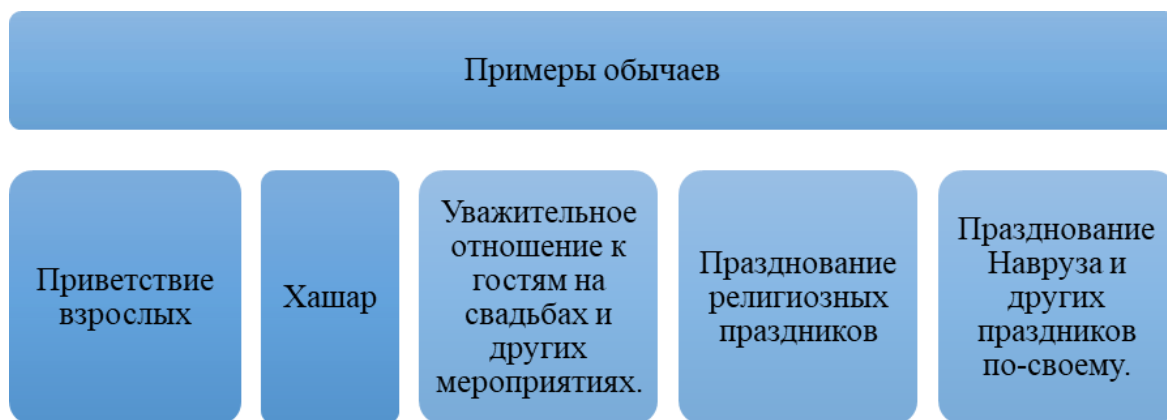 Примеры обычаев
Приветствие
взрослых
Хашар
Уважительное
отношение к
гостям на
свадьбах и
других
мероприятиях.
Празднование
религиозных
праздников
Празднование
Навруза и
других
праздников
по-своему.